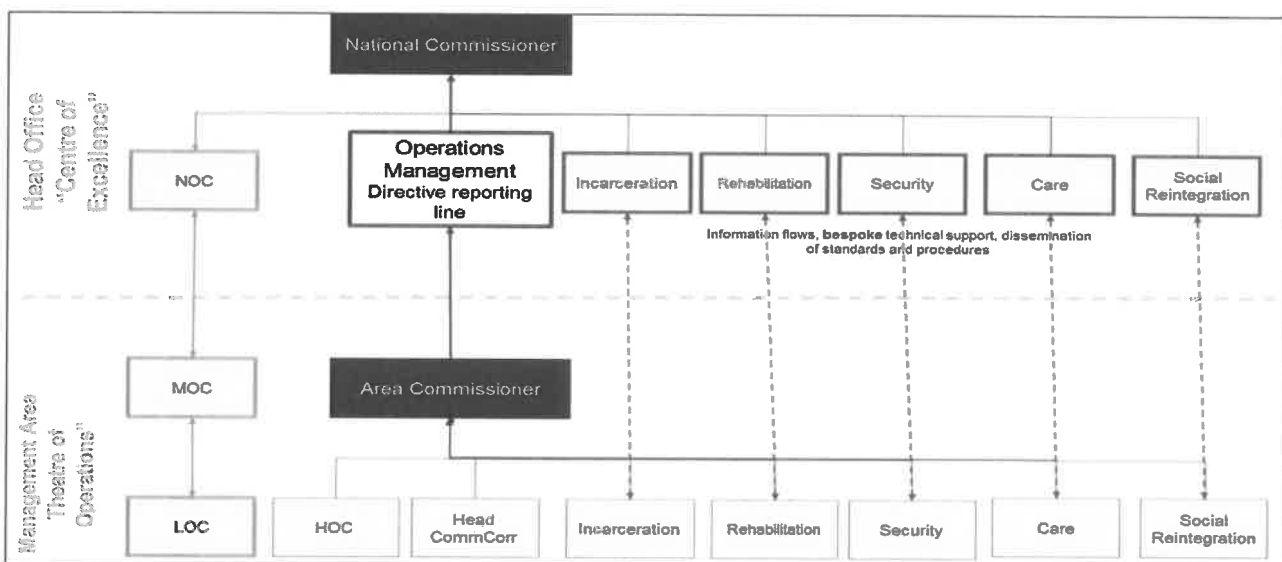 National Commissioner
Head Office
"Centre of
Excellence"
NOC
Operations
Management
Directive reporting
line
Incarceration
Rehabilitation
Security
Care
Social
Reintegration
Information flows, bespoke technical support, dissemination
of standards and procedures
Management Area
Theatre of
Operations"
MOC
Area Commissioner
LOC
HOC
Head
CommCorr
Incarceration
Rehabilitation
Security
Care
Social
Reintegration